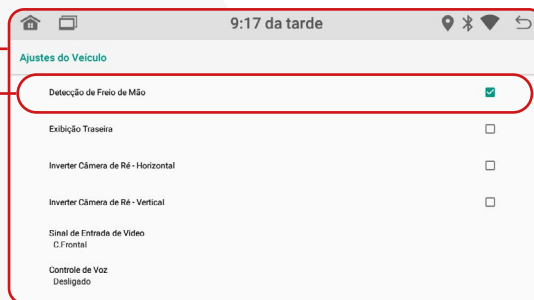 9:17 da tarde
Ajustes do Veículo
Detecção de Freio de Mão
Exibição Traseira
Inverter Câmera de Ré - Horizontal
Inverter Câmera de Ré - Vertical
Sinal de Entrada de Video
C.Frontal
Controle de Voz
Desligado